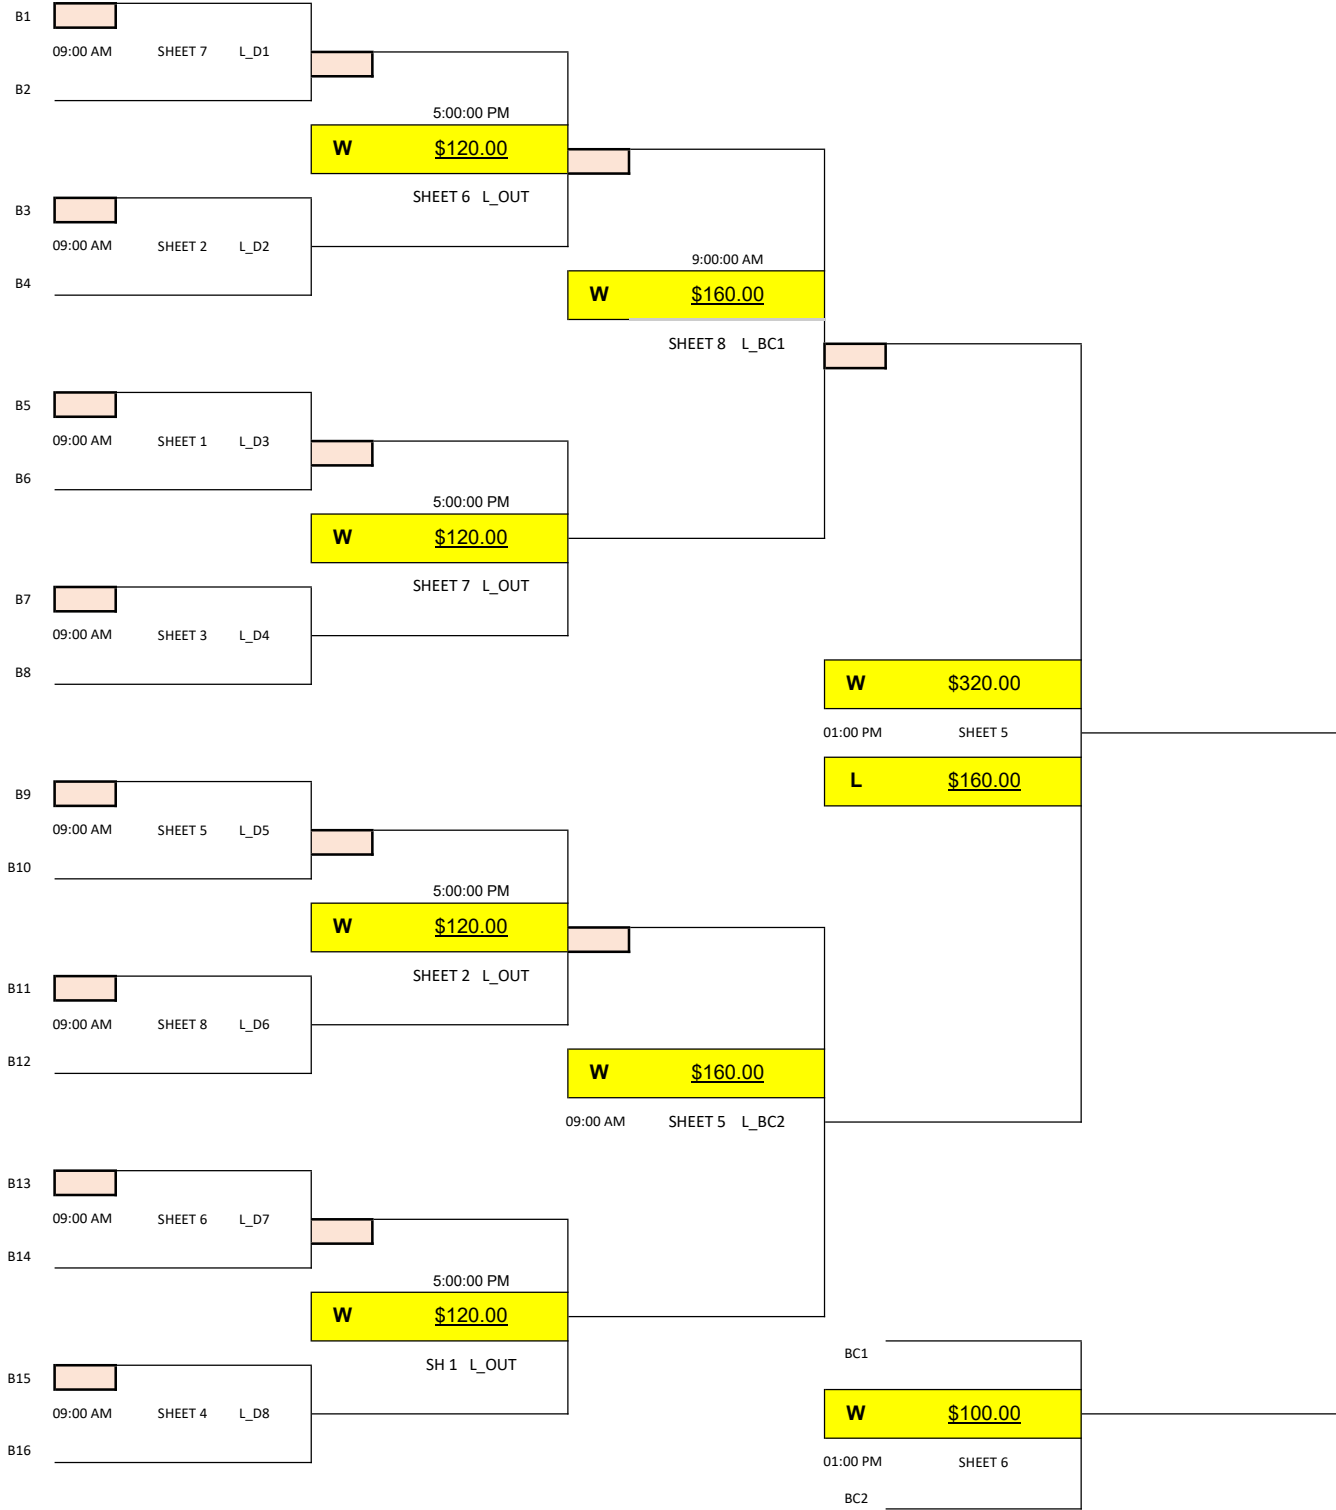 B1
09:00 AM SHEET 7 L_D1
B2
5:00:00 PM
W $120.00
SHEET 6 L_OUT
B3
09:00 AM SHEET 2 L_D2
B4
9:00:00 AM
W $160.00
SHEET 8 L_BC1
B5
09:00 AM SHEET 1 L_D3
B6
5:00:00 PM
W $120.00
SHEET 7 L_OUT
B7
09:00 AM SHEET 3 L_D4
B8
W $320.00
01:00 PM SHEET 5
L $160.00
B9
09:00 AM SHEET 5 L_D5
B10
5:00:00 PM
W $120.00
SHEET 2 L_OUT
B11
09:00 AM SHEET 8 L_D6
B12
W $160.00
09:00 AM SHEET 5 L_BC2
B13
09:00 AM SHEET 6 L_D7
B14
5:00:00 PM
W $120.00
SH 1 L_OUT
B15
09:00 AM SHEET 4 L_D8
B16
BC1
W $100.00
01:00 PM SHEET 6
BC2